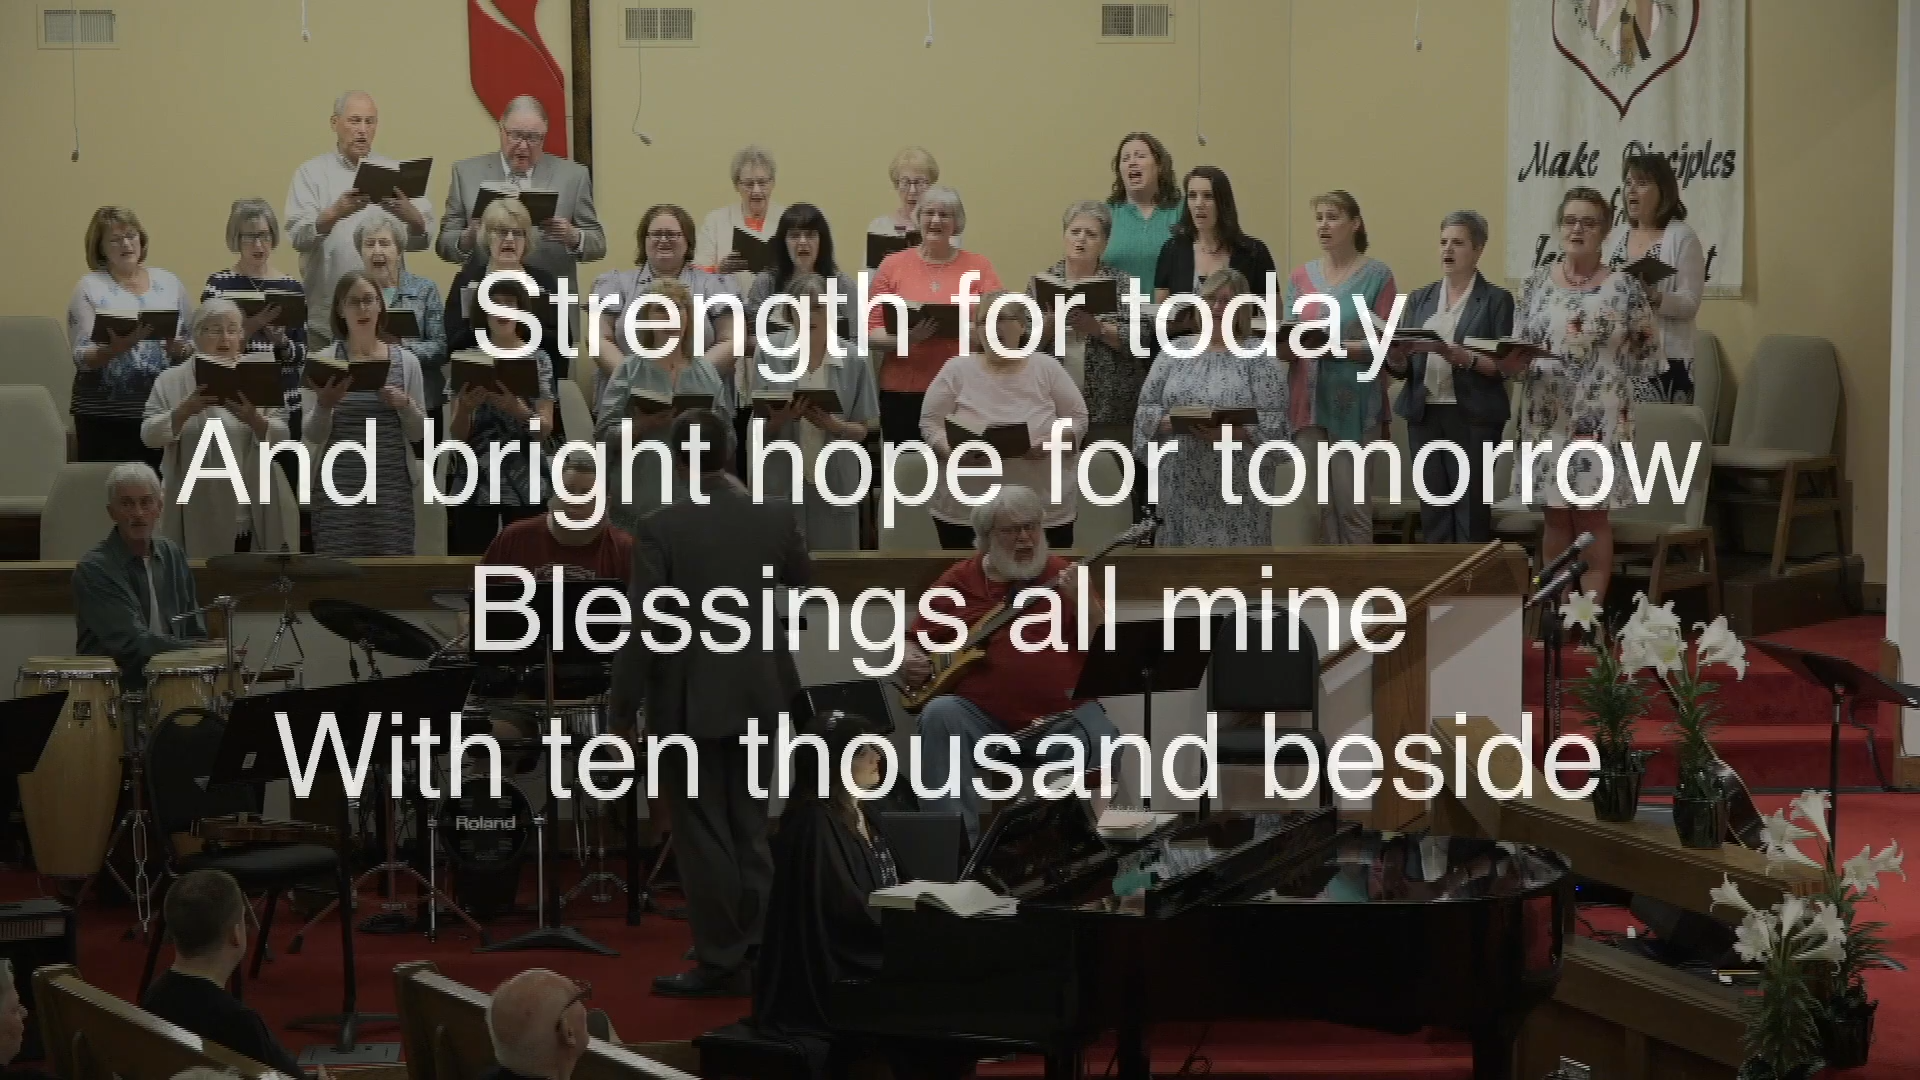 Make Disciples
Strength for today
And bright hope for tomorrow
Blessings all mine
With ten thousand beside
Roland